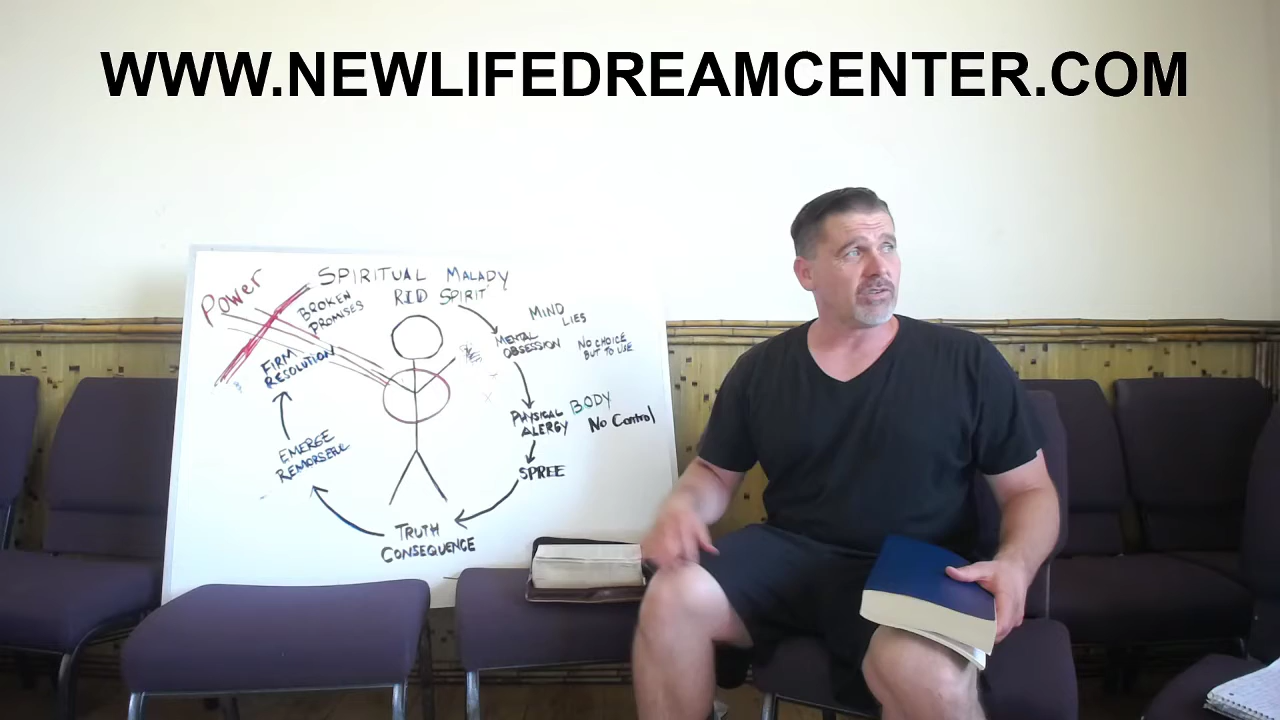 WWW.NEWLIFEDREAMCENTER.COM
Power
SPIRITUAL MALADY
RID SPIRIT
BROKEN
PROMISES
MIND
LIES
MENTAL
OBSESSION
NO CHOICE
BUT TO USE
FIRM
RESOLUTION
PHYSICAL
ALERGY
BODY
No Control
EMERGE
REMORSEFUL
SPREE
TRUTH
CONSEQUENCE